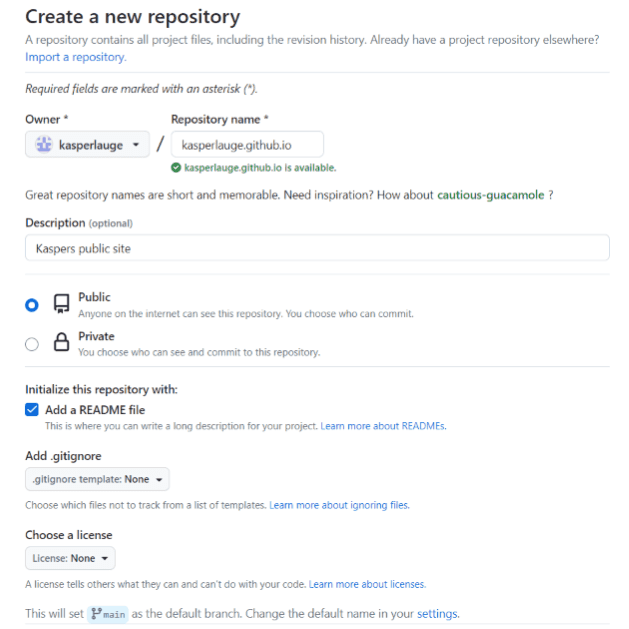 Create a new repository
A repository contains all project files, including the revision history. Already have a project repository elsewhere?
Import a repository.
Required fields are marked with an asterisk (*).
Owner * Repository name *
kasperlauge / kasperlauge.github.io
kasperlauge.github.io is available.
Great repository names are short and memorable. Need inspiration? How about cautious-guacamole ?
Description (optional)
Kaspers public site
Public
Anyone on the internet can see this repository. You choose who can commit.
Private
You choose who can see and commit to this repository.
Initialize this repository with:
Add a README file
This is where you can write a long description for your project. Learn more about READMEs.
Add .gitignore
.gitignore template: None
Choose which files not to track from a list of templates. Learn more about ignoring files.
Choose a license
License: None
A license tells others what they can and can't do with your code. Learn more about licenses.
This will set main as the default branch. Change the default name in your settings.